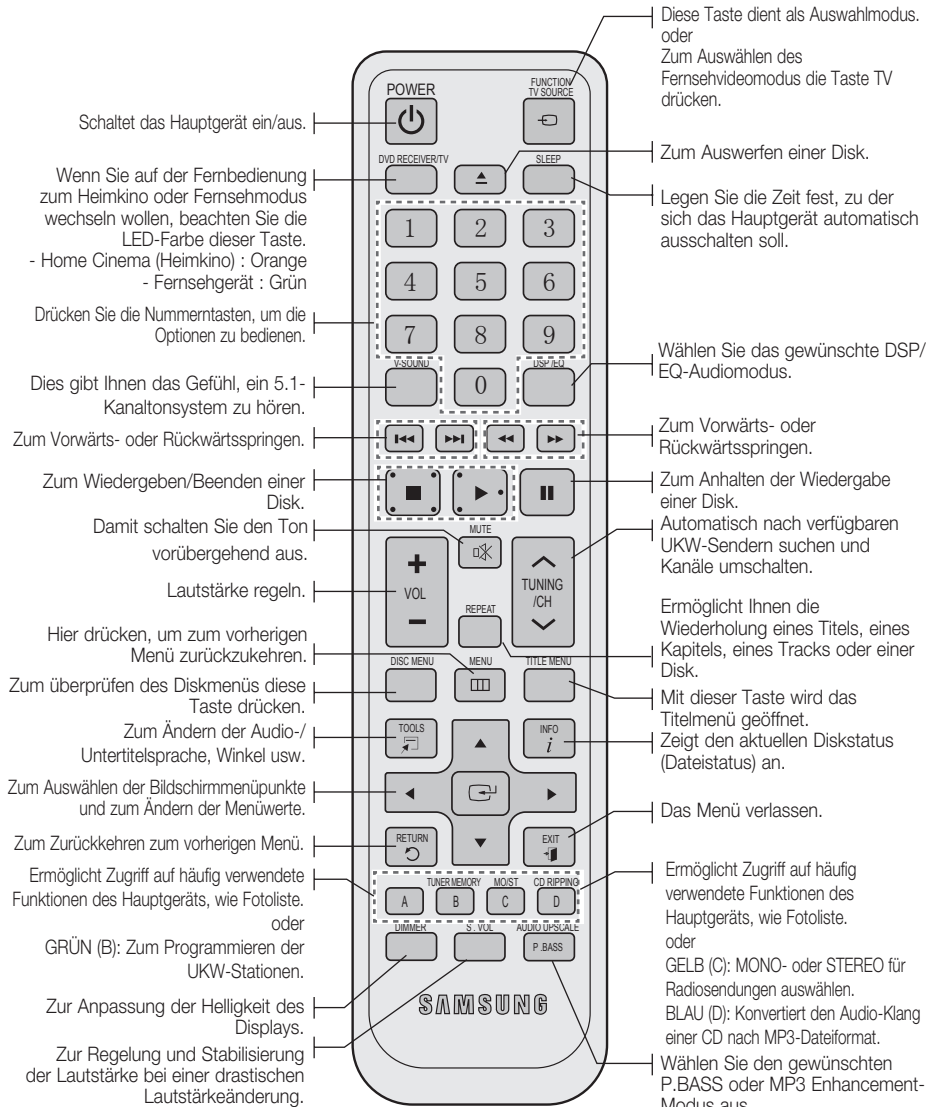 Diese Taste dient als Auswahlmodus.
oder
Zum Auswählen des
Fernsehvideomodus die Taste TV
drücken.
POWER
FUNCTION
TV SOURCE
Schaltet das Hauptgerät ein/aus.
DVD RECEIVER/TV
SLEEP
Zum Auswerfen einer Disk.
Wenn Sie auf der Fernbedienung
zum Heimkino oder Fernsehmodus
wechseln wollen, beachten Sie die
LED-Farbe dieser Taste.
- Home Cinema (Heimkino) : Orange
- Fernsehgerät : Grün
Legen Sie die Zeit fest, zu der
sich das Hauptgerät automatisch
ausschalten soll.
1 2 3
4 5 6
Drücken Sie die Nummerntasten, um die
Optionen zu bedienen.
7 8 9
V-SOUND
0
DSP /EQ
Wählen Sie das gewünschte DSP/
EQ-Audiomodus.
Dies gibt Ihnen das Gefühl, ein 5.1-
Kanaltonsystem zu hören.
Zum Vorwärts- oder Rückwärtsspringen.
Zum Vorwärts- oder
Rückwärtsspringen.
Zum Wiedergeben/Beenden einer
Disk.
Zum Anhalten der Wiedergabe
einer Disk.
Damit schalten Sie den Ton
vorübergehend aus.
MUTE
Automatisch nach verfügbaren
UKW-Sendern suchen und
Kanäle umschalten.
Lautstärke regeln.
+
VOL
−
TUNING
/CH
REPEAT
Ermöglicht Ihnen die
Wiederholung eines Titels, eines
Kapitels, eines Tracks oder einer
Disk.
Hier drücken, um zum vorherigen
Menü zurückzukehren.
DISC MENU
MENU
TITLE MENU
Zum überprüfen des Diskmenüs diese
Taste drücken.
Mit dieser Taste wird das
Titelmenü geöffnet.
Zum Ändern der Audio-/
Untertitelsprache, Winkel usw.
TOOLS
INFO
i
Zeigt den aktuellen Diskstatus
(Dateistatus) an.
Zum Auswählen der Bildschirmmenüpunkte
und zum Ändern der Menüwerte.
Das Menü verlassen.
Zum Zurückkehren zum vorherigen Menü.
RETURN
EXIT
Ermöglicht Zugriff auf häufig verwendete
Funktionen des Hauptgeräts, wie Fotoliste.
oder
GRÜN (B): Zum Programmieren der
UKW-Stationen.
TUNER MEMORY
MO/ST
CD RIPPING
A B C D
Ermöglicht Zugriff auf häufig
verwendete Funktionen des
Hauptgeräts, wie Fotoliste.
oder
GELB (C): MONO- oder STEREO für
Radiosendungen auswählen.
BLAU (D): Konvertiert den Audio-Klang
einer CD nach MP3-Dateiformat.
DIMMER
S . VOL
AUDIO UPSCALE
P .BASS
Zur Anpassung der Helligkeit des
Displays.
SAMSUNG
Zur Regelung und Stabilisierung
der Lautstärke bei einer drastischen
Lautstärkeänderung.
Wählen Sie den gewünschten
P.BASS oder MP3 Enhancement-
Modus aus